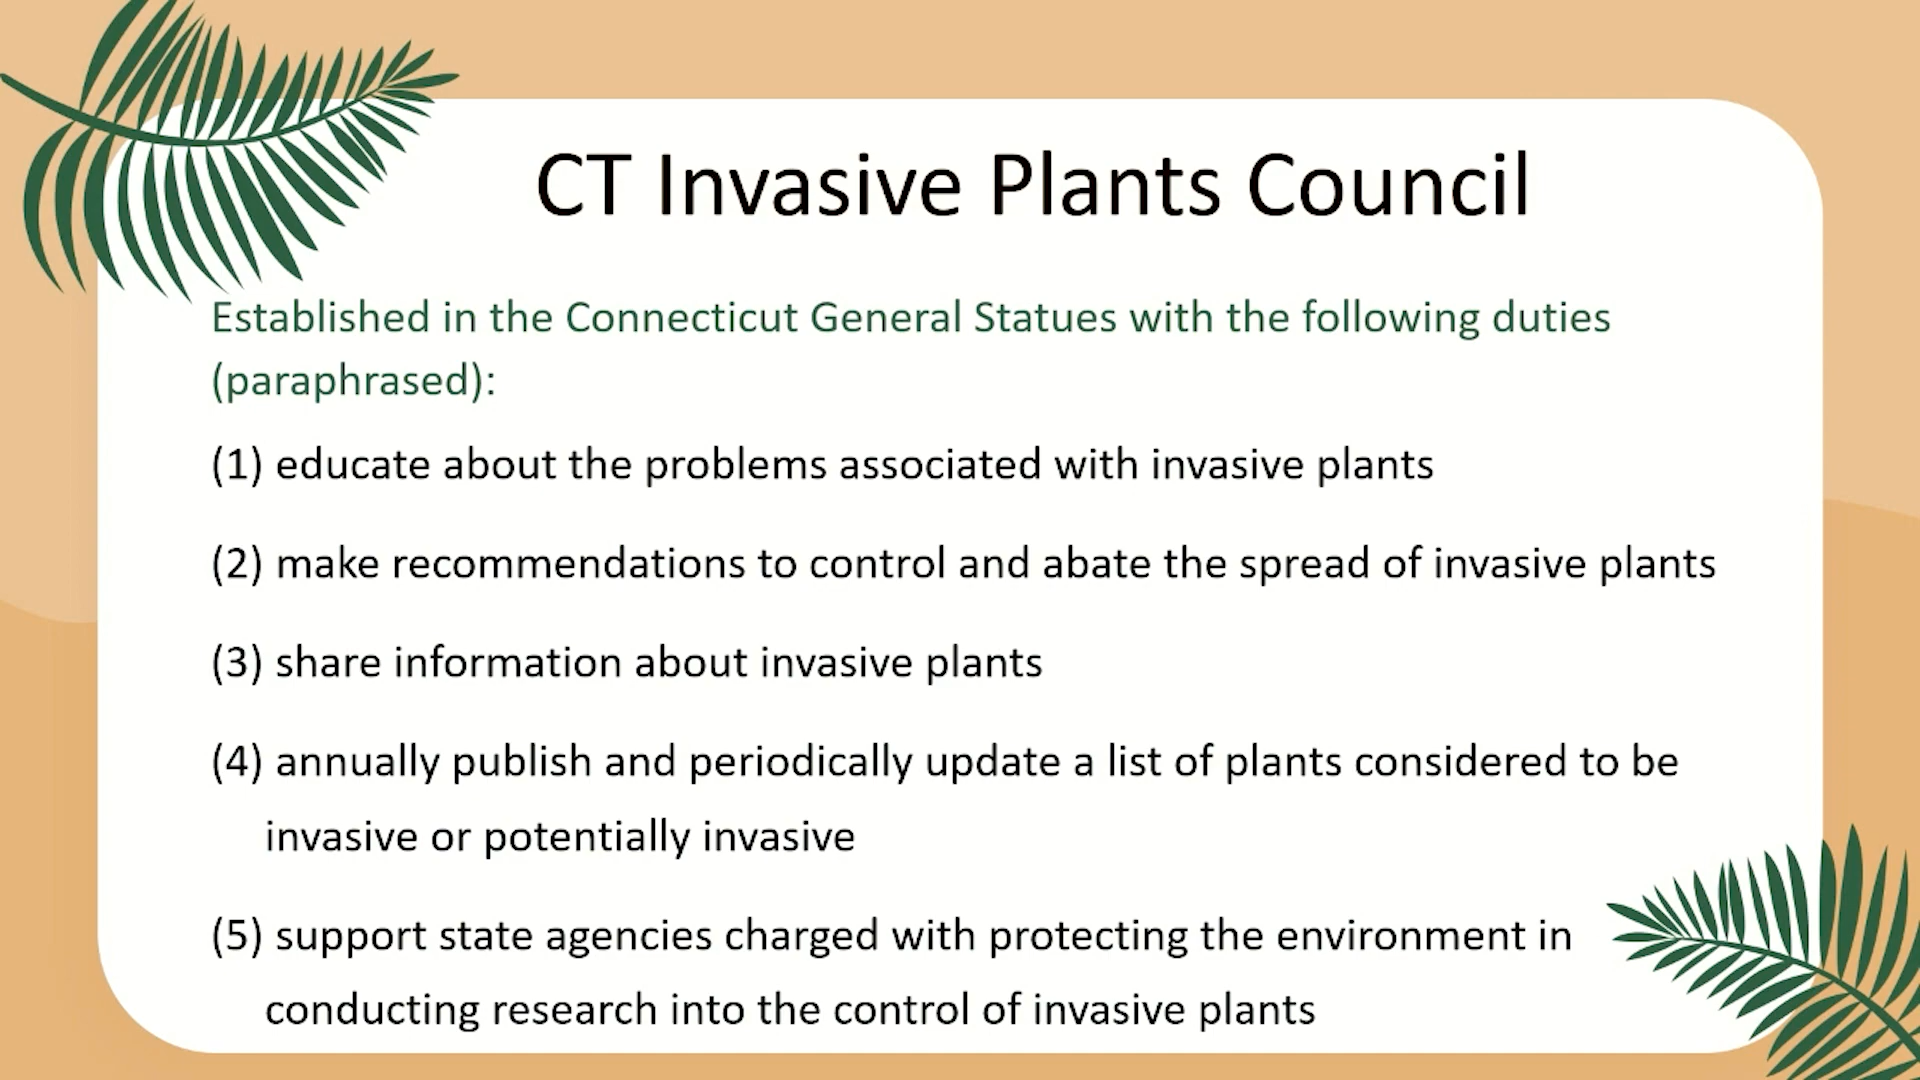 CT Invasive Plants Council
Established in the Connecticut General Statues with the following duties
(paraphrased):
(1) educate about the problems associated with invasive plants
(2) make recommendations to control and abate the spread of invasive plants
(3) share information about invasive plants
(4) annually publish and periodically update a list of plants considered to be
invasive or potentially invasive
(5) support state agencies charged with protecting the environment in
conducting research into the control of invasive plants